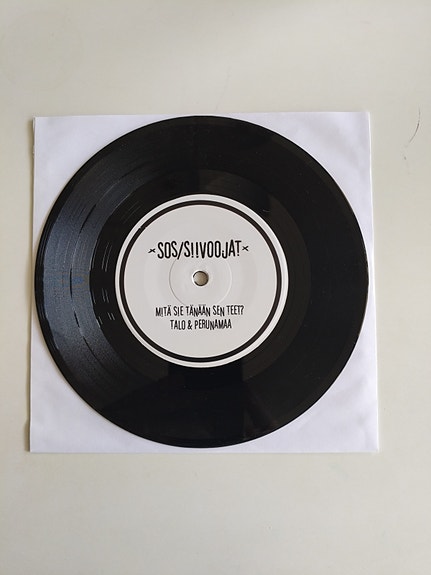 ×SOS/SIIVOOJAT×
MITÄ SIE TÄNÄÄN SEN TEET?
TALO & PERUNAMAA